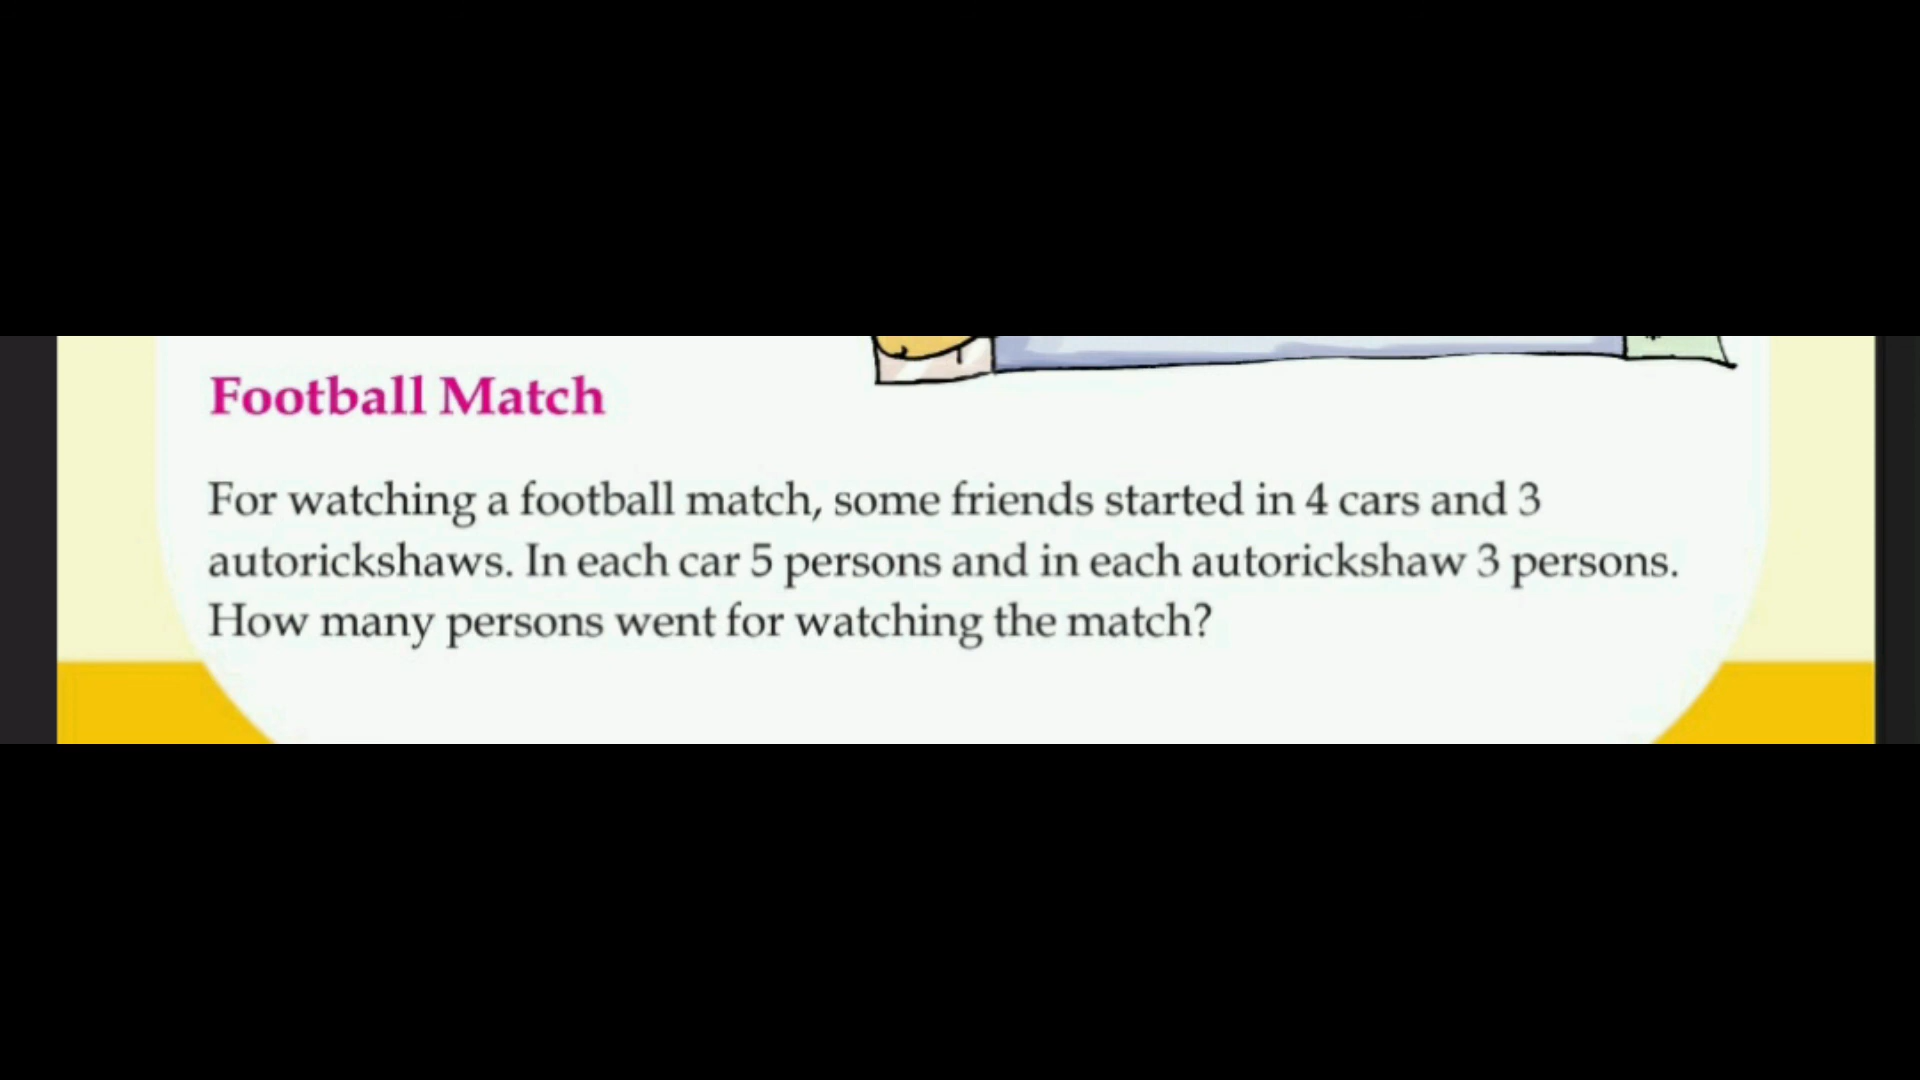 Football Match
For watching a football match, some friends started in 4 cars and 3
autorickshaws. In each car 5 persons and in each autorickshaw 3 persons.
How many persons went for watching the match?